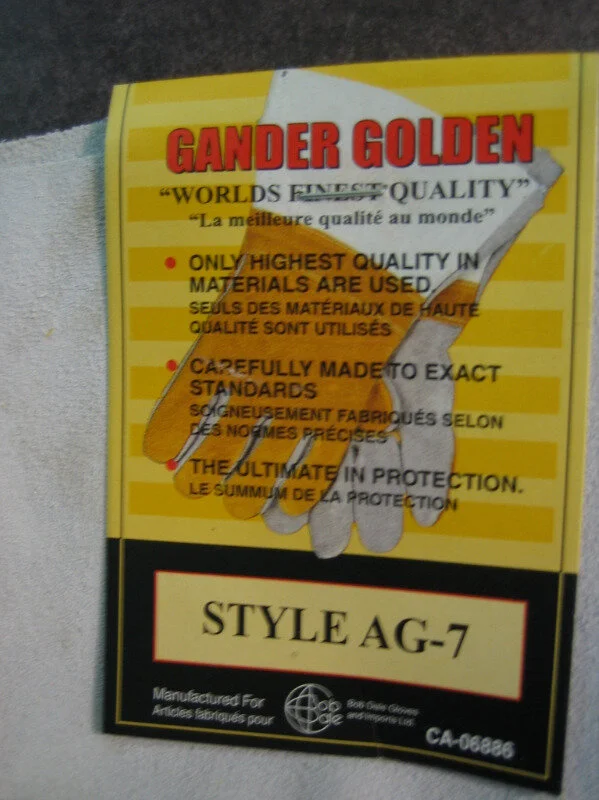 GANDER GOLDEN
“WORLDS FINEST QUALITY”
“La meilleure qualité au monde”
• ONLY HIGHEST QUALITY IN
MATERIALS ARE USED.
SEULS DES MATÉRIAUX DE HAUTE
QUALITÉ SONT UTILISÉS
• CAREFULLY MADE TO EXACT
STANDARDS
SOIGNEUSEMENT FABRIQUÉS SELON
DES NORMES PRÉCISES
• THE ULTIMATE IN PROTECTION.
LE SUMMUM DE LA PROTECTION
STYLE AG-7
Manufactured For
Articles fabriqués pour
Bob Dale
Bob Dale Gloves
and Imports Ltd.
CA-06886